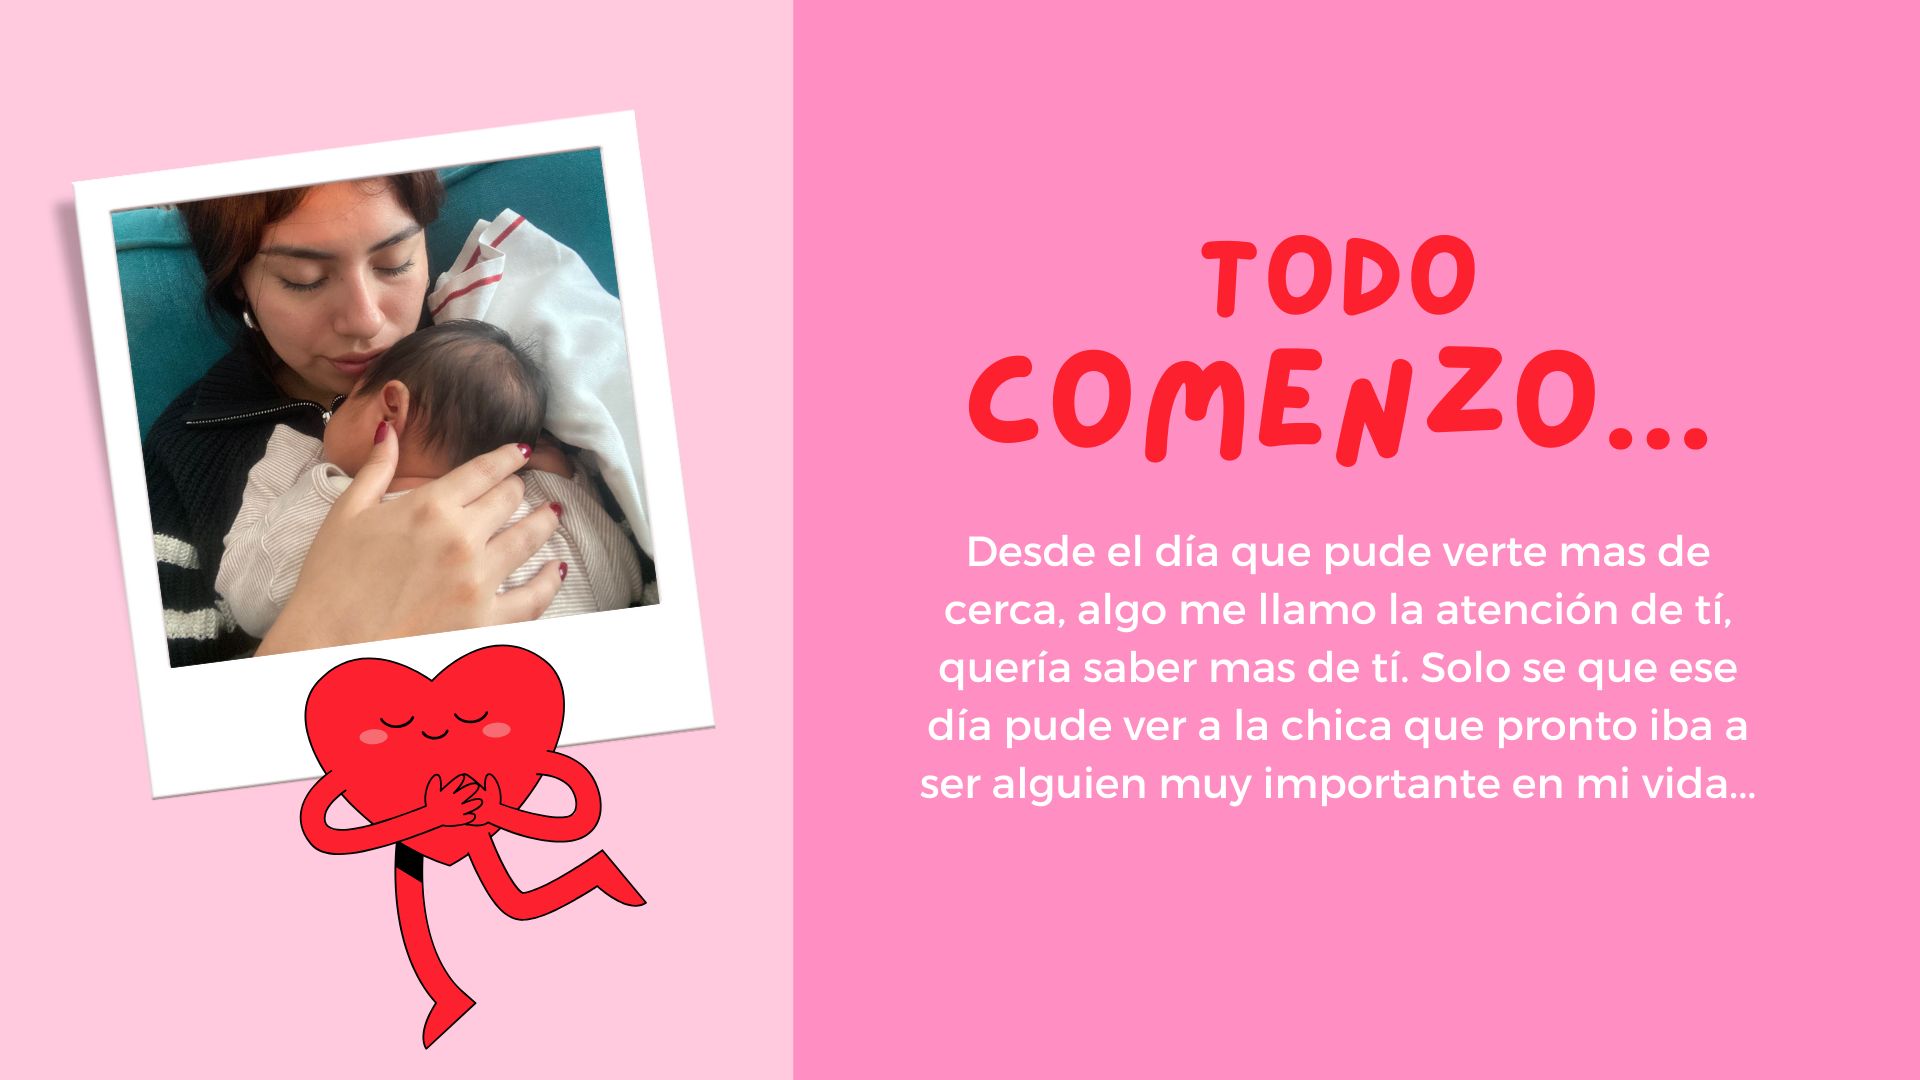 TODO
COMENZO...
Desde el día que pude verte mas de
cerca, algo me llamo la atención de tí,
quería saber mas de tí. Solo se que ese
día pude ver a la chica que pronto iba a
ser alguien muy importante en mi vida...